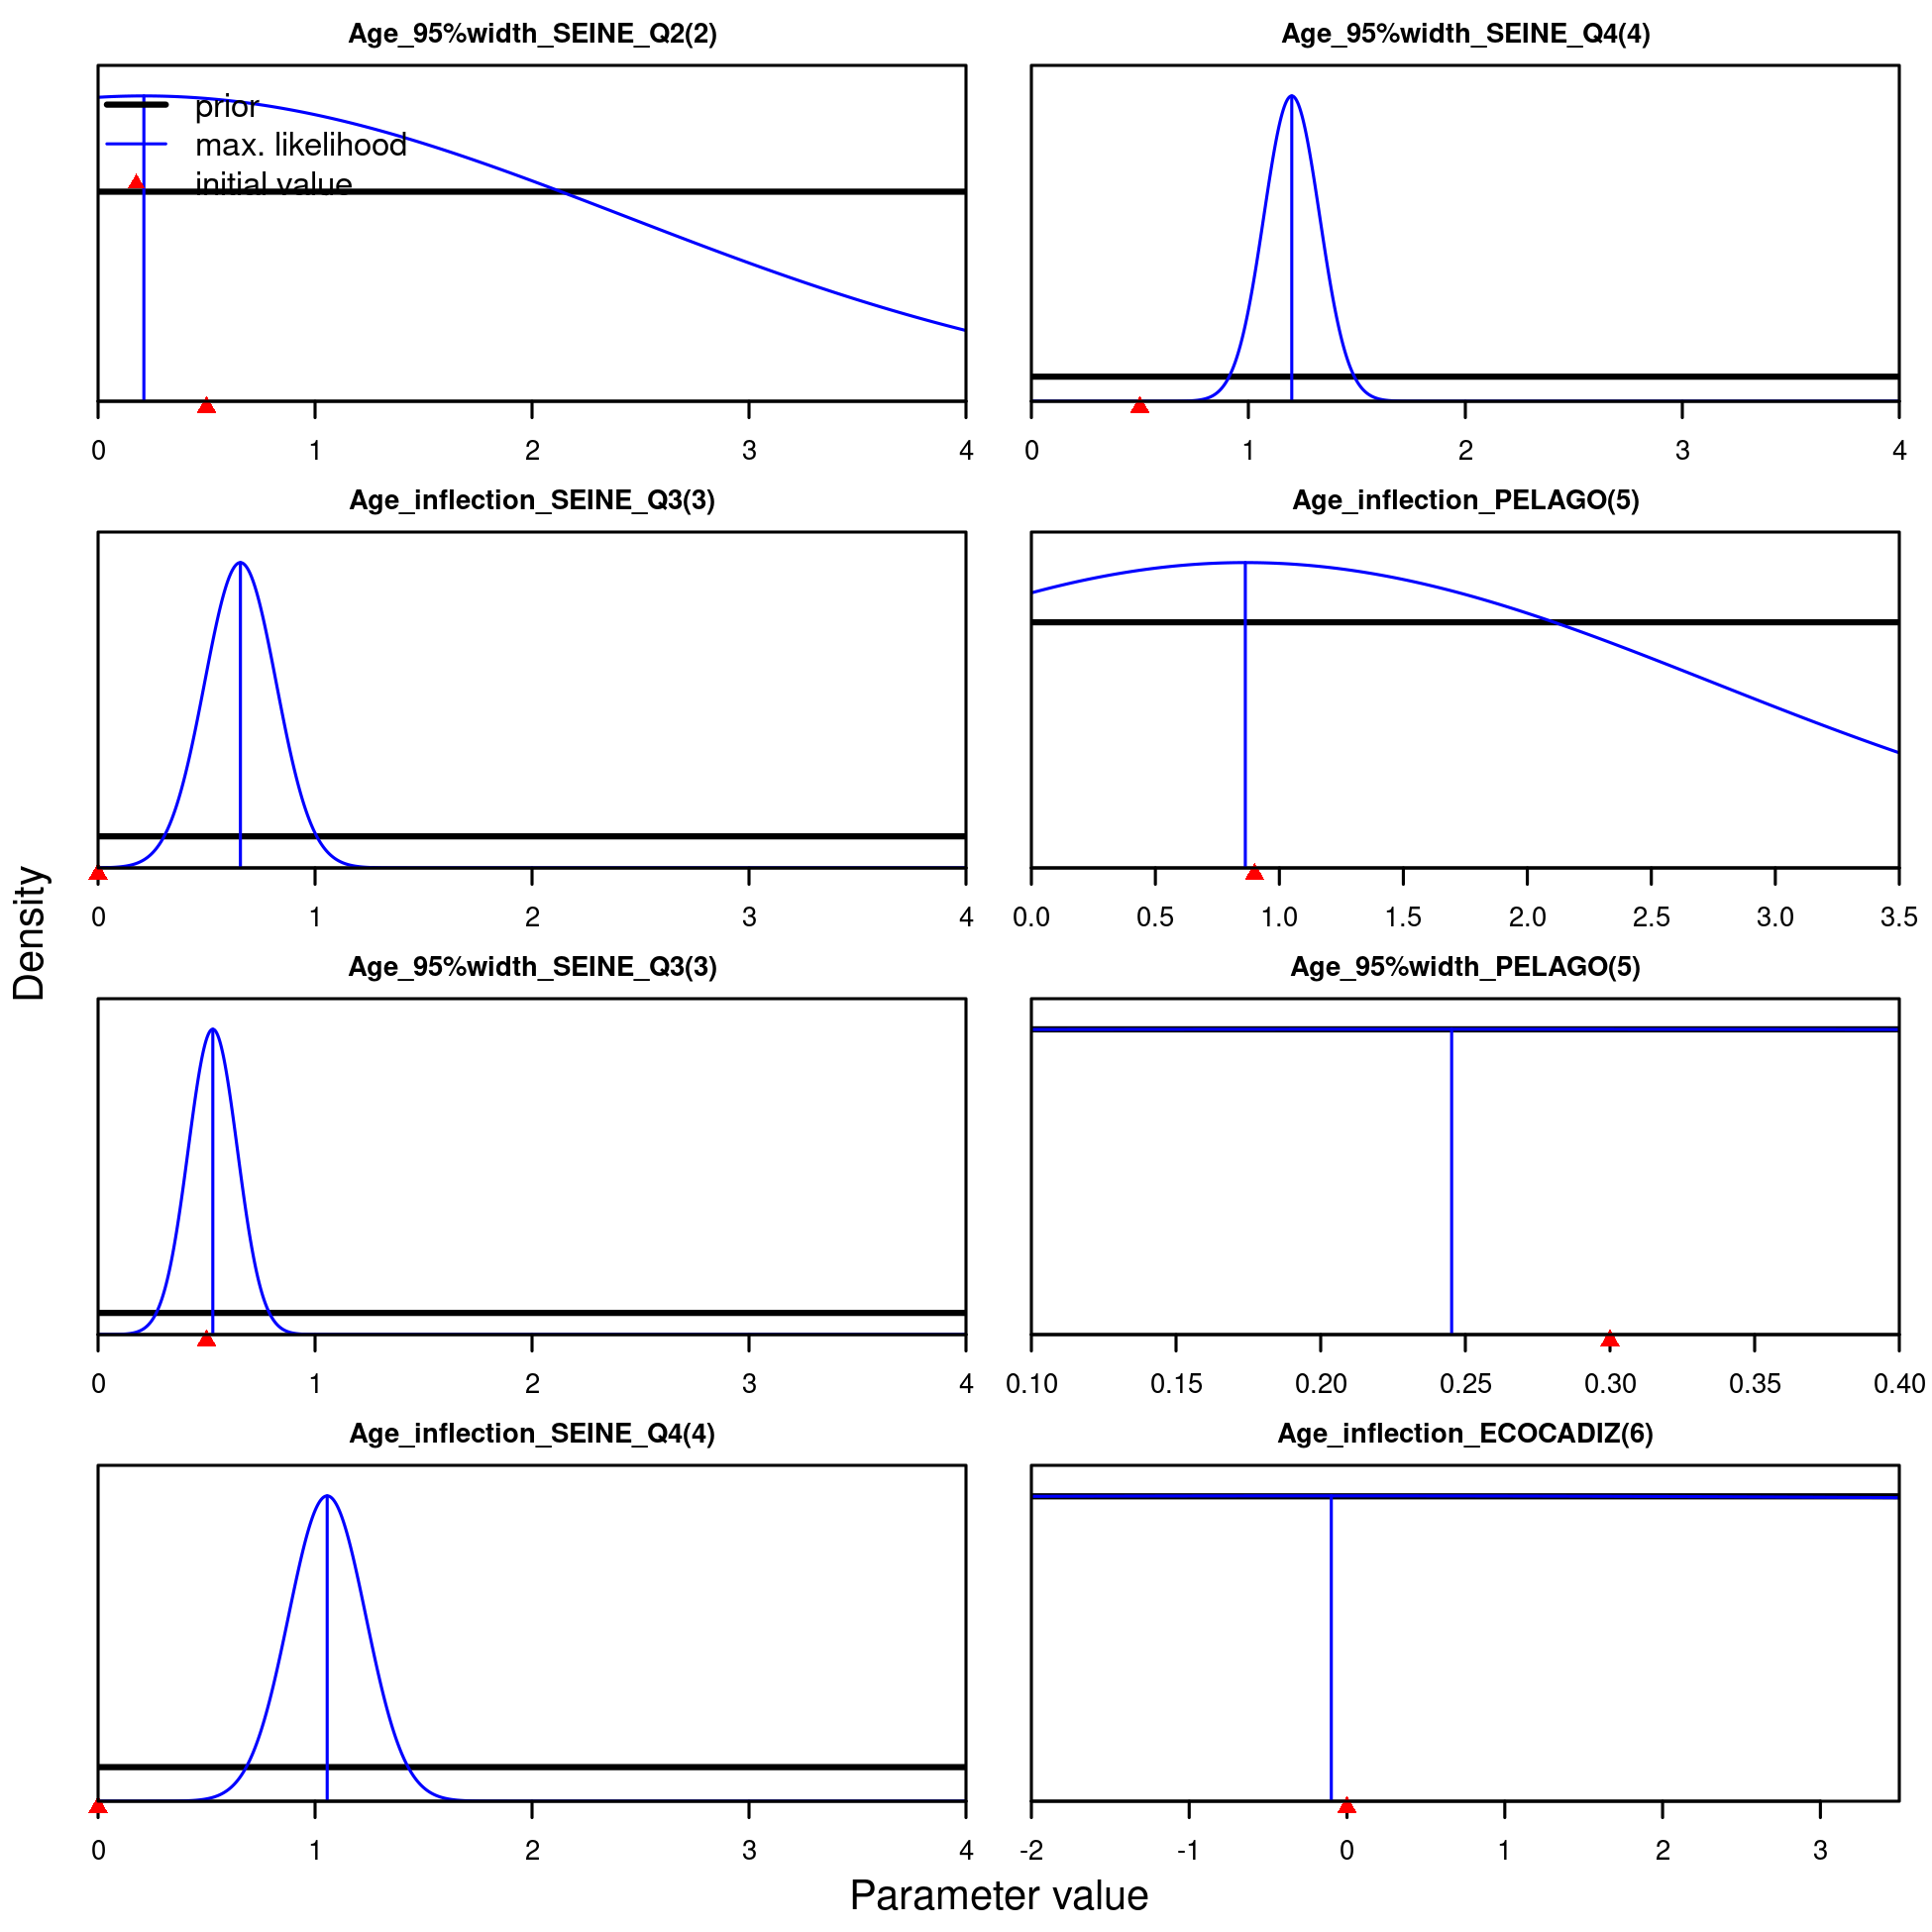 Age_95%width_SEINE_Q2(2)
prior
max. likelihood
initial value
0 1 2 3 4
Age_95%width_SEINE_Q4(4)
0 1 2 3 4
Age_inflection_SEINE_Q3(3)
0 1 2 3 4
Age_inflection_PELAGO(5)
0.0 0.5 1.0 1.5 2.0 2.5 3.0 3.5
Age_95%width_SEINE_Q3(3)
0 1 2 3 4
Age_95%width_PELAGO(5)
0.10 0.15 0.20 0.25 0.30 0.35 0.40
Age_inflection_SEINE_Q4(4)
0 1 2 3 4
Age_inflection_ECOCADIZ(6)
-2 -1 0 1 2 3
Density
Parameter value